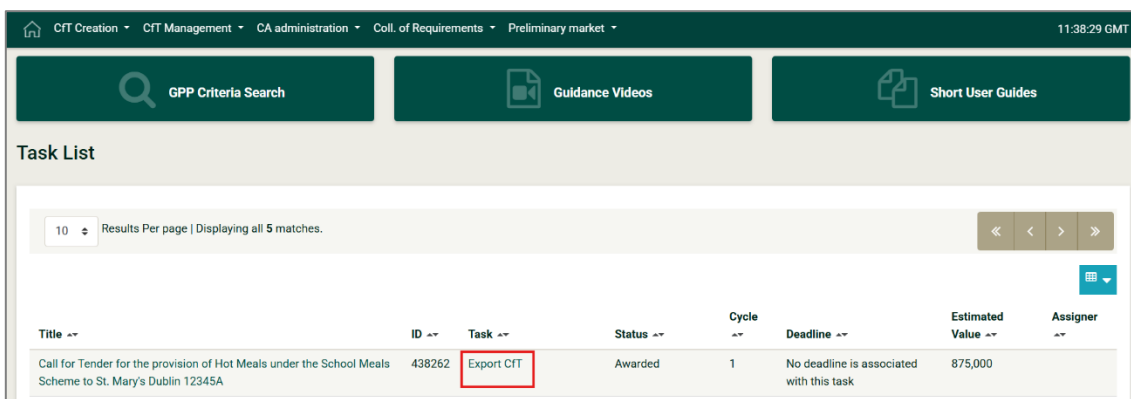 CfT Creation CfT Management CA administration Coll. of Requirements Preliminary market 11:38:29 GMT
GPP Criteria Search Guidance Videos Short User Guides
Task List
10 Results Per page | Displaying all 5 matches.
« < > »
Cycle Estimated Assigner
Title ID Task Status Deadline Value
Call for Tender for the provision of Hot Meals under the School Meals 438262 Export CfT Awarded 1 No deadline is associated 875,000
Scheme to St. Mary's Dublin 12345A with this task